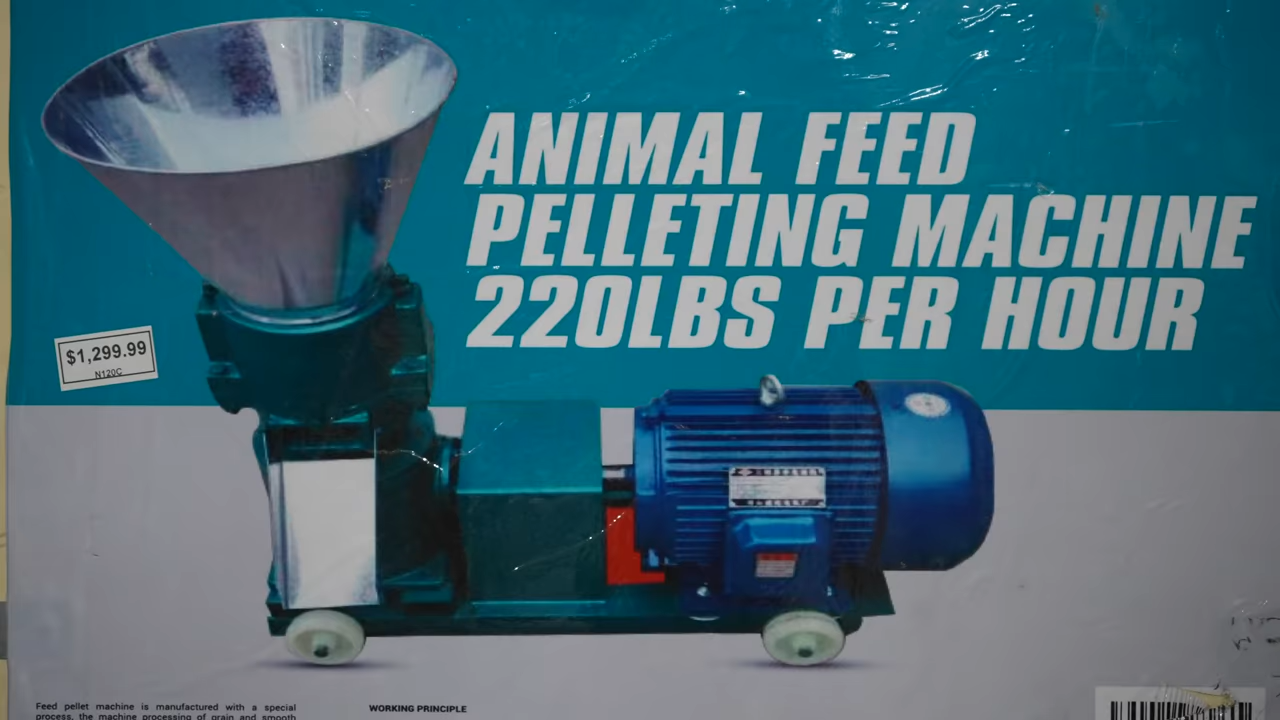 ANIMAL FEED
PELLETING MACHINE
220LBS PER HOUR
$1,299.99
N120C
Feed pellet machine is manufactured with a special
process, the machine processing of grain and smooth
WORKING PRINCIPLE